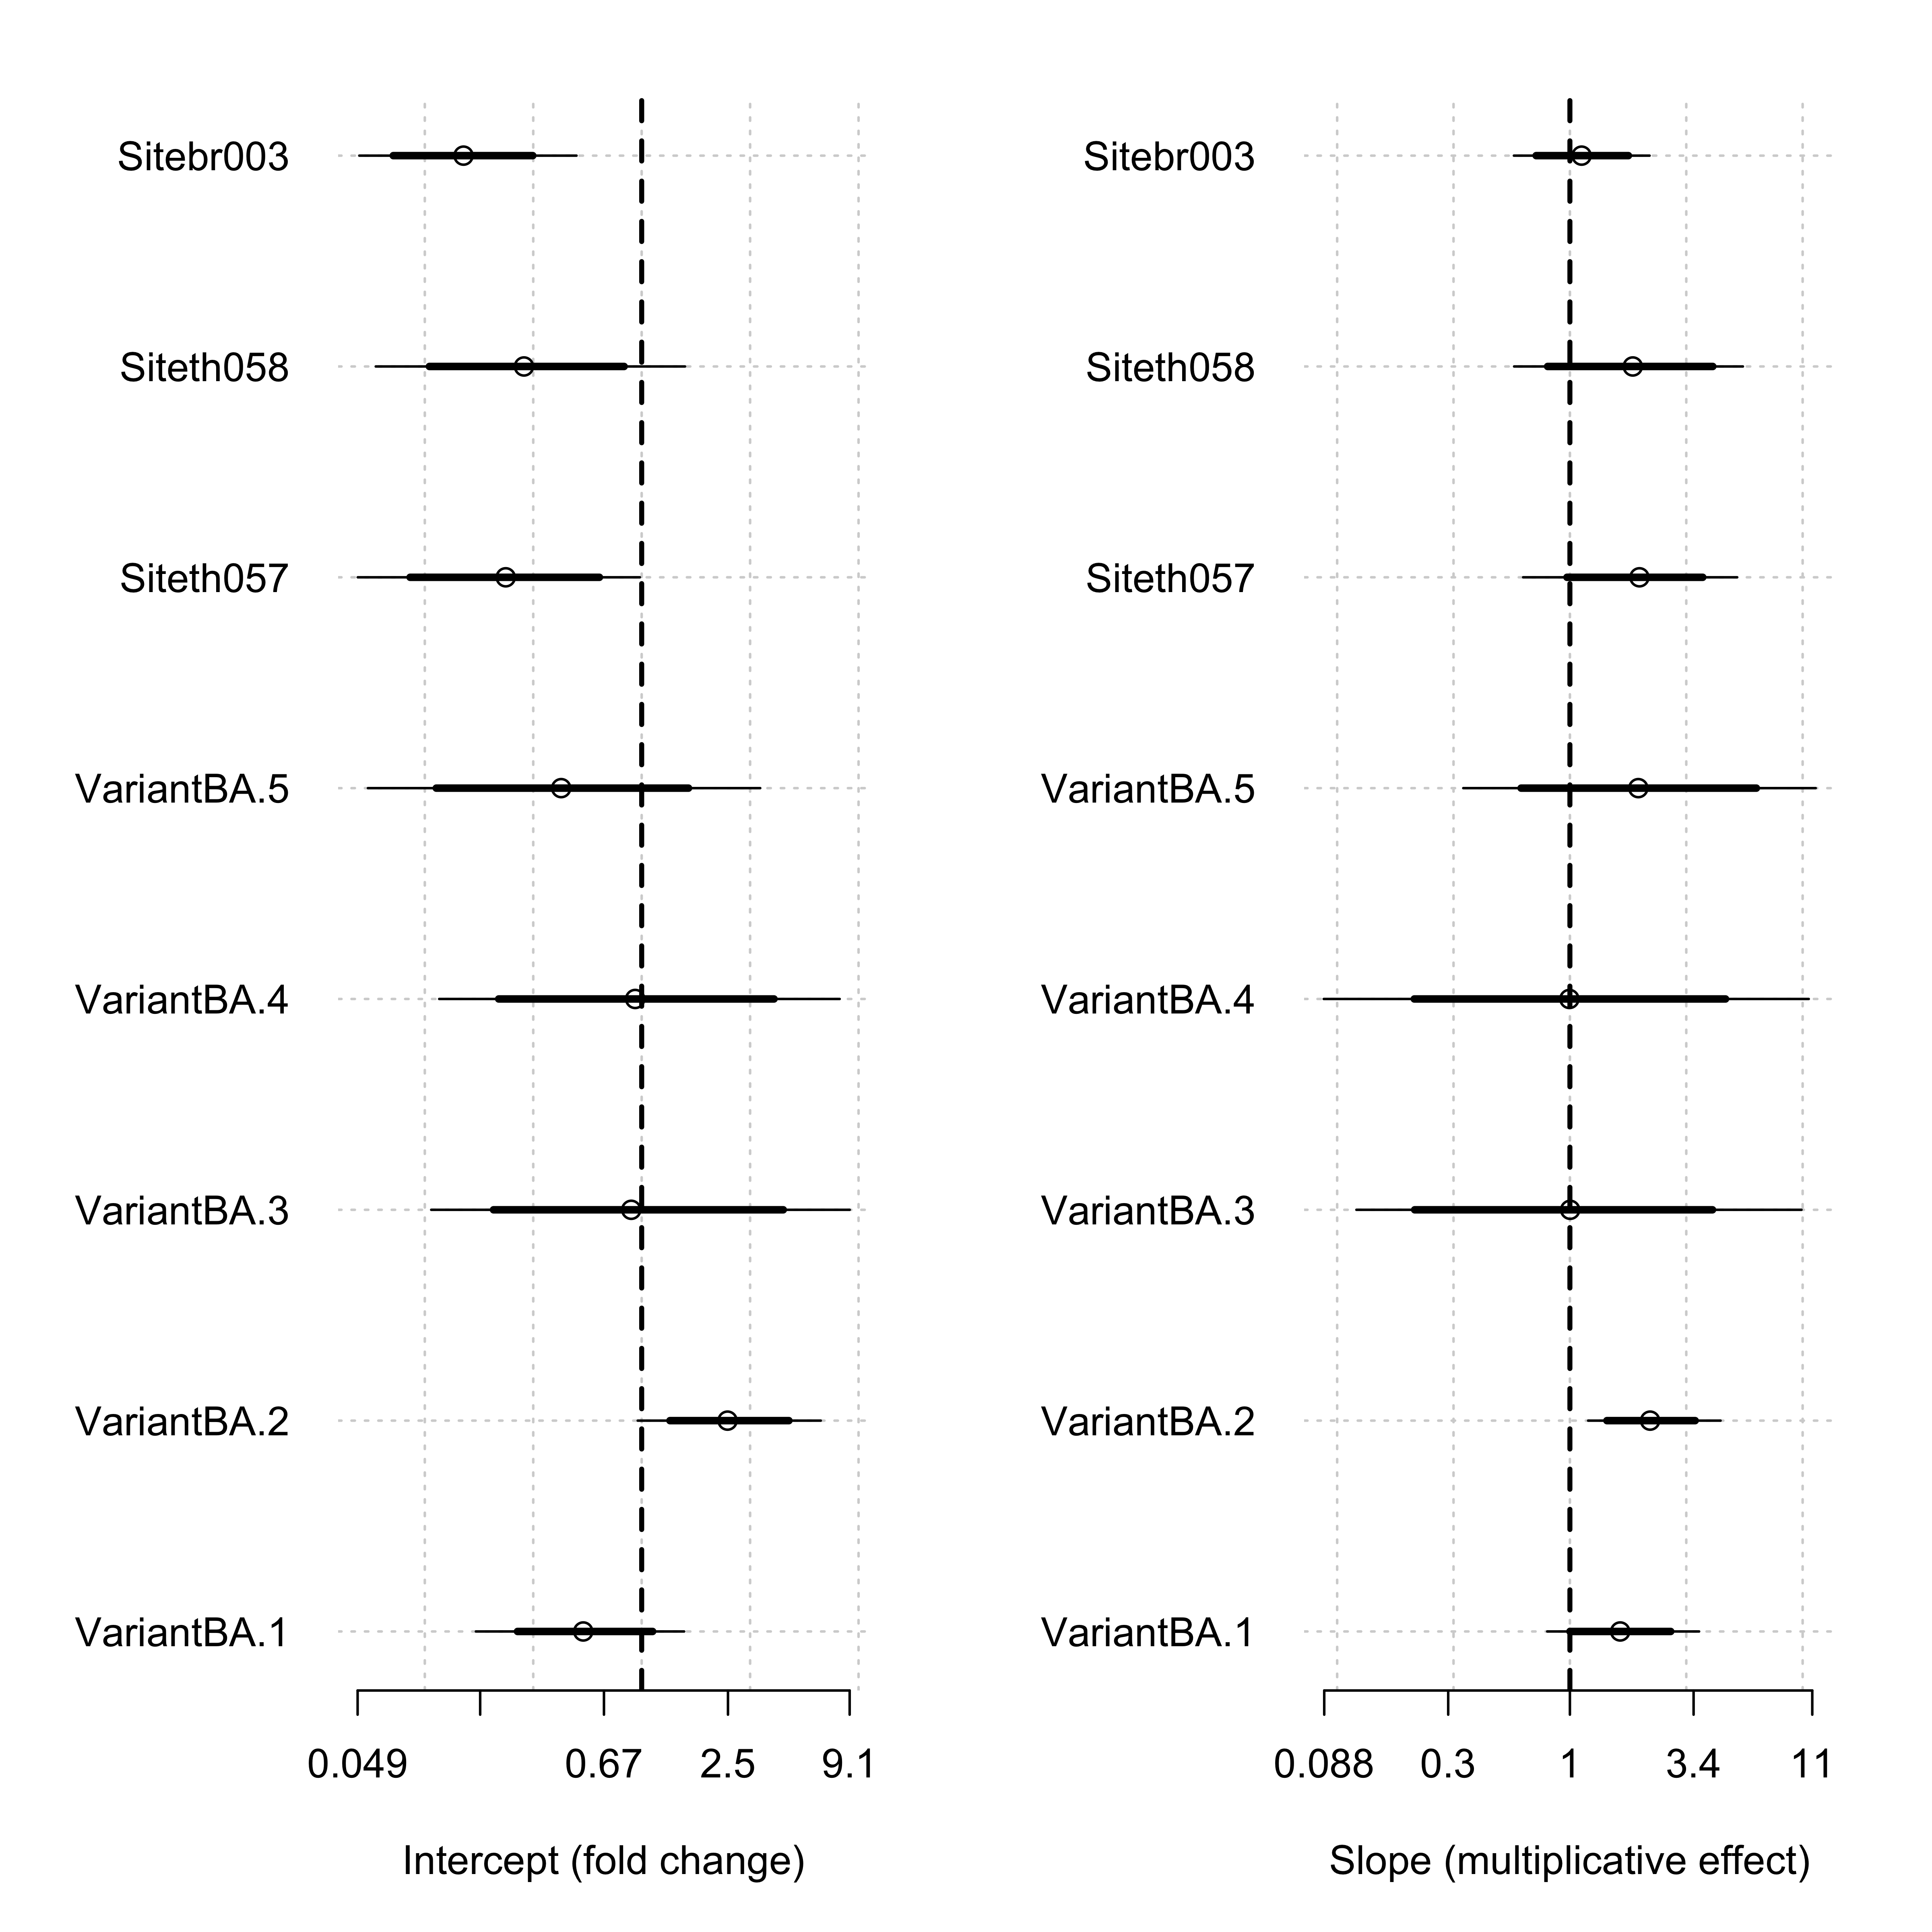 Sitebr003
Siteth058
Siteth057
VariantBA.5
VariantBA.4
VariantBA.3
VariantBA.2
VariantBA.1
0.049 0.67 2.5 9.1
Intercept (fold change)
Sitebr003
Siteth058
Siteth057
VariantBA.5
VariantBA.4
VariantBA.3
VariantBA.2
VariantBA.1
0.088 0.3 1 3.4 11
Slope (multiplicative effect)